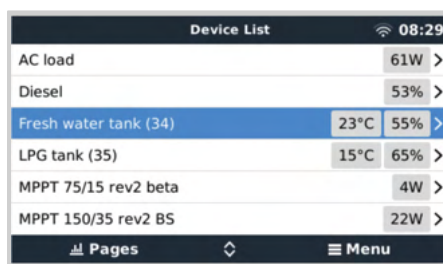 Device List 08:29
AC load 61W >
Diesel 53% >
Fresh water tank (34) 23°C 55% >
LPG tank (35) 15°C 65% >
MPPT 75/15 rev2 beta 4W >
MPPT 150/35 rev2 BS 22W >
Pages Menu